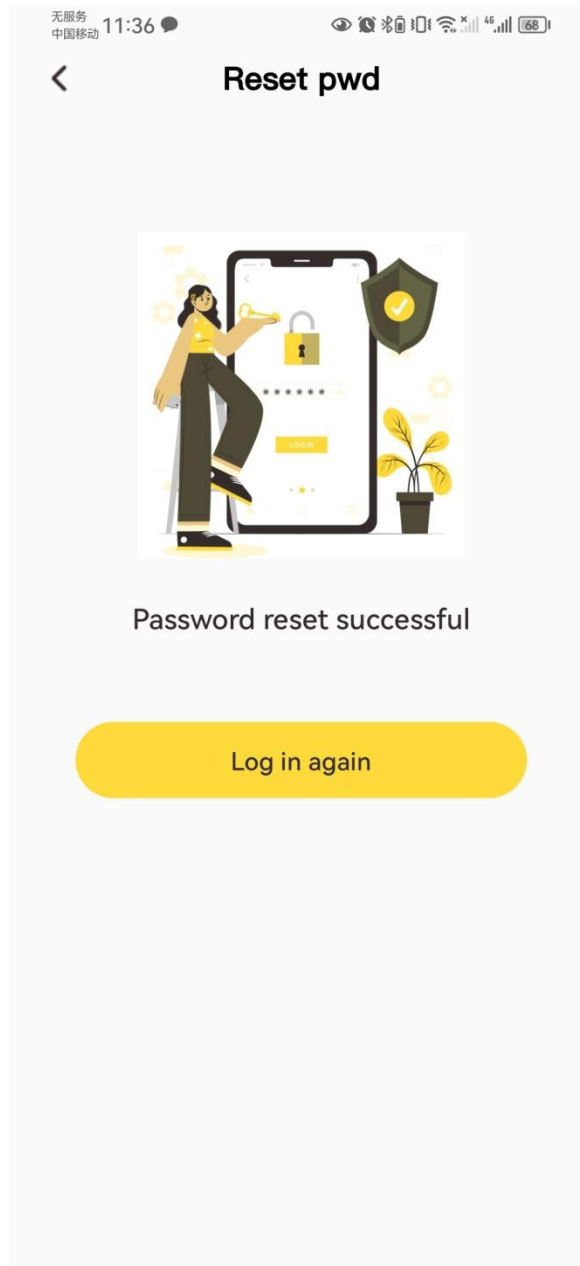 无服务
中国移动 11:36
4G 68
Reset pwd
******
LOGIN
Password reset successful
Log in again